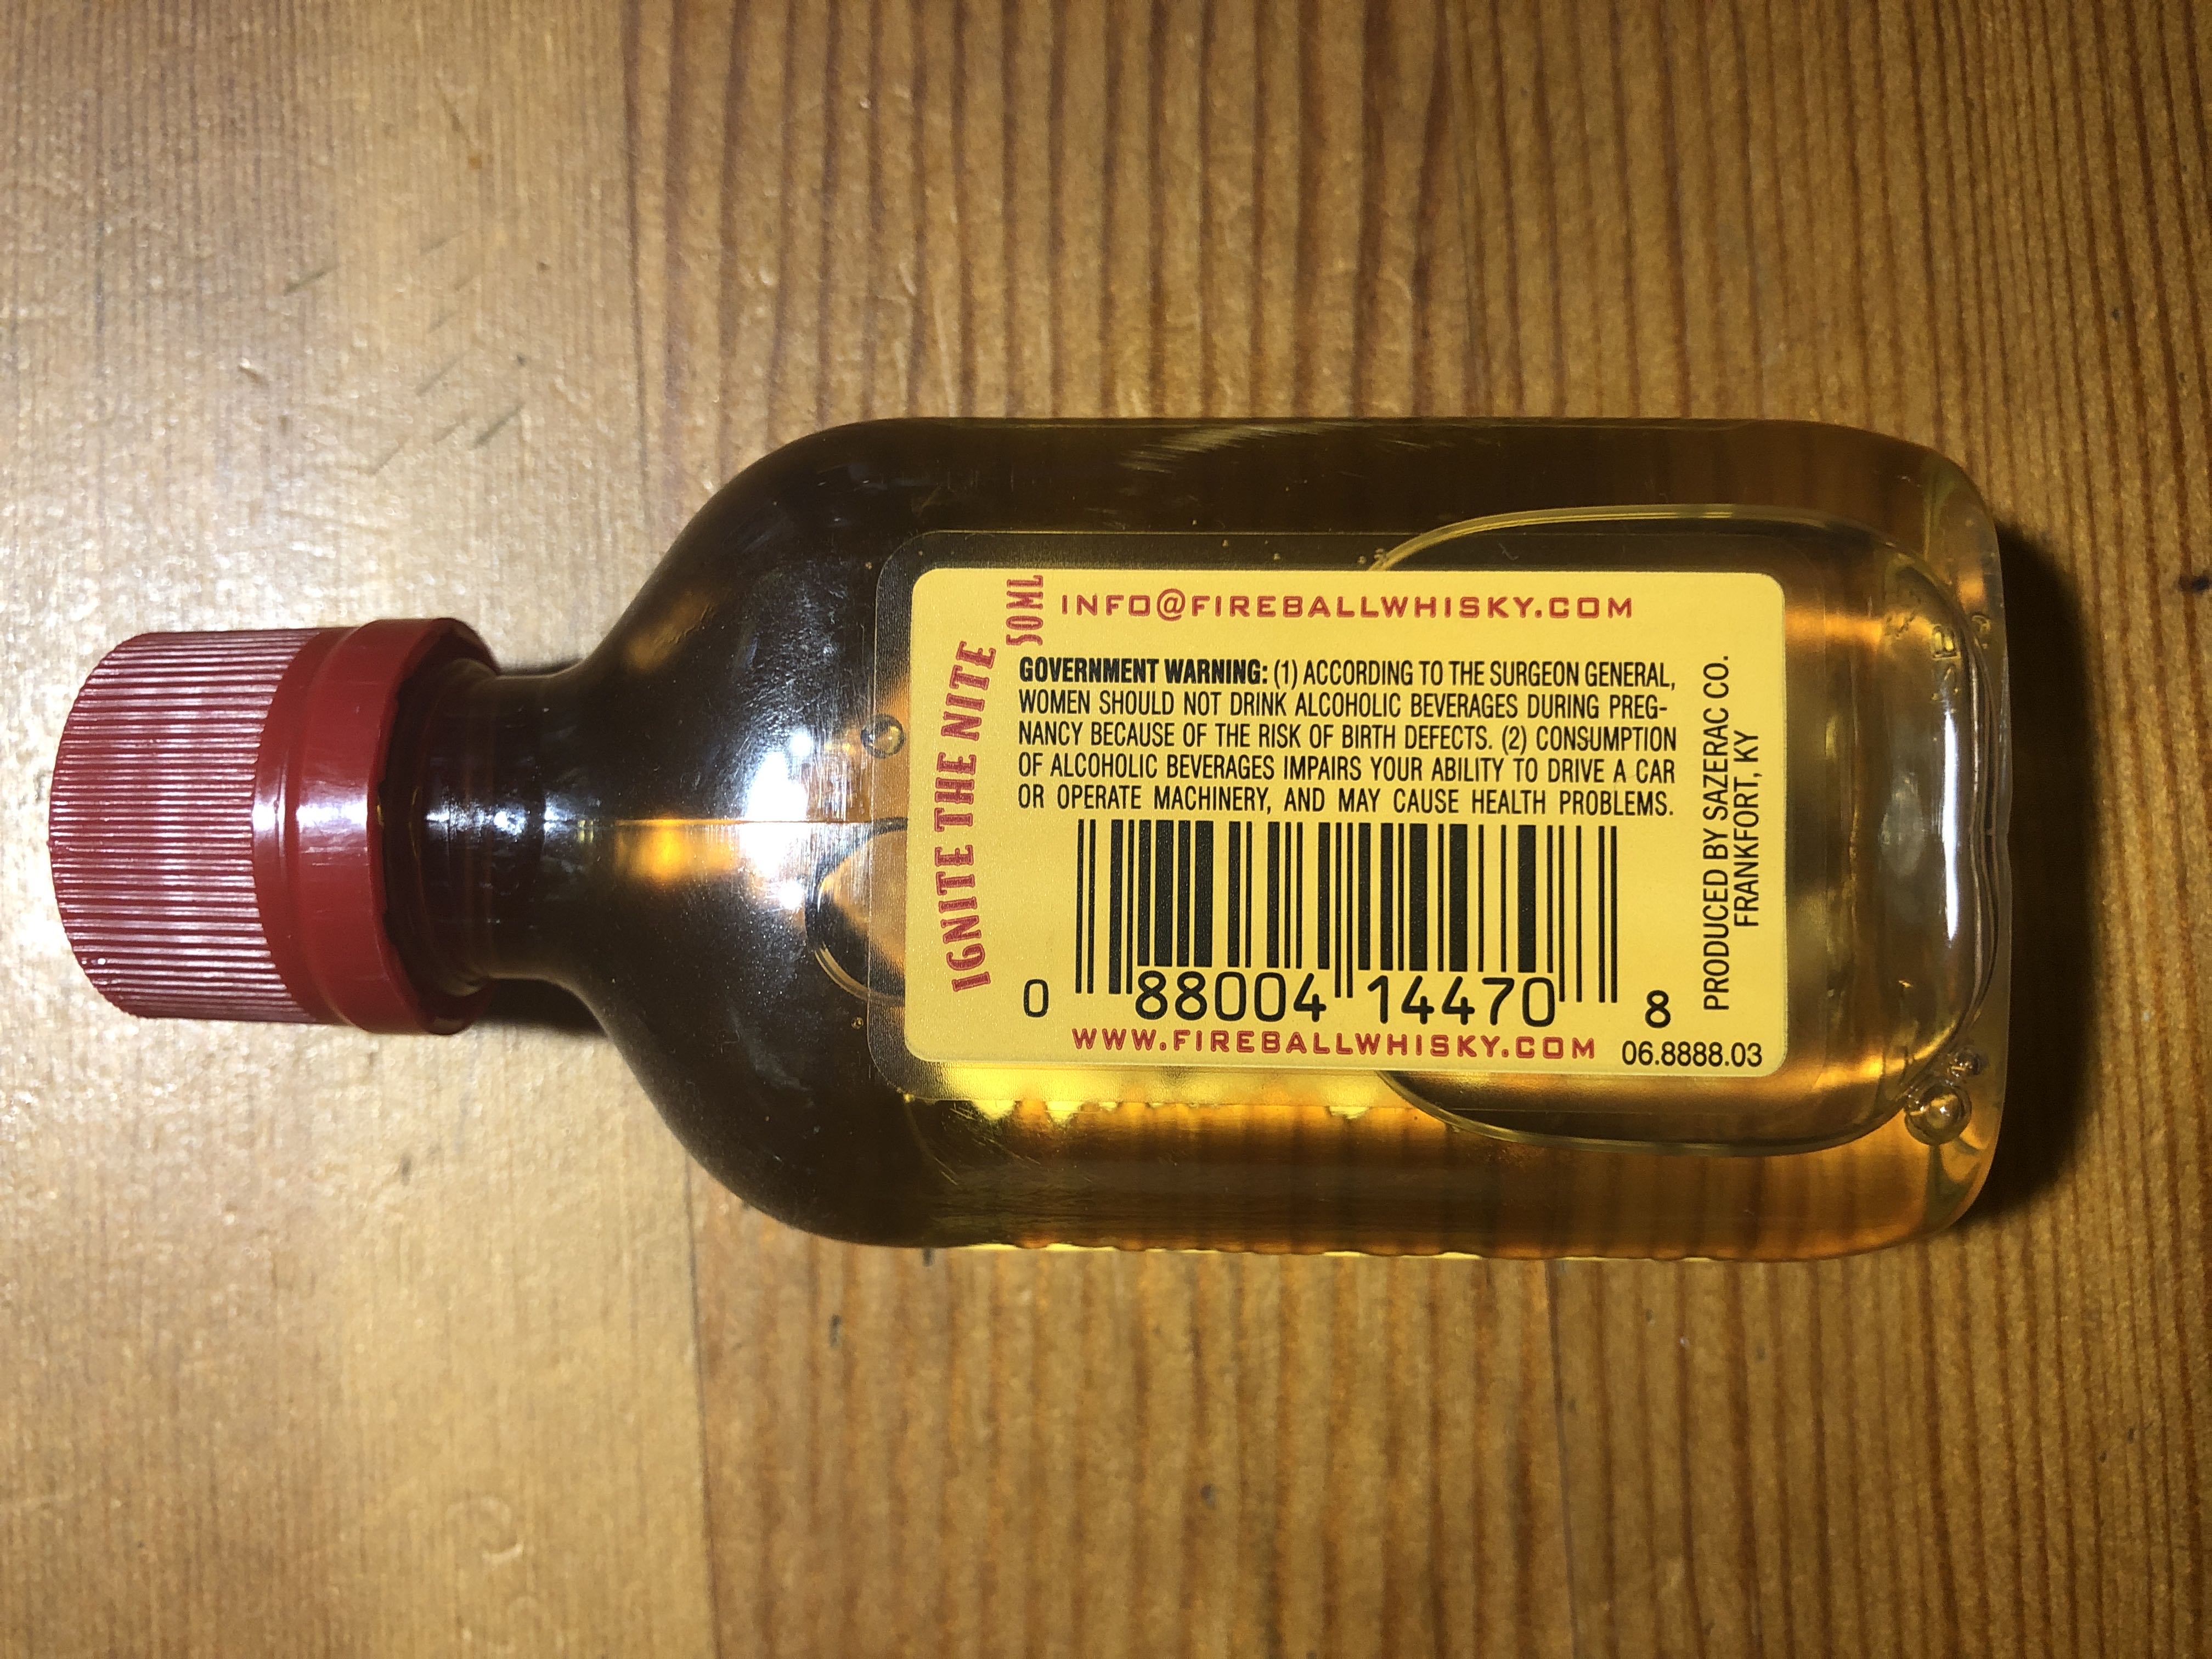 IGNITE THE NITE
50ML
INFO@FIREBALLWHISKY.COM
GOVERNMENT WARNING: (1) ACCORDING TO THE SURGEON GENERAL,
WOMEN SHOULD NOT DRINK ALCOHOLIC BEVERAGES DURING PREG-
NANCY BECAUSE OF THE RISK OF BIRTH DEFECTS. (2) CONSUMPTION
OF ALCOHOLIC BEVERAGES IMPAIRS YOUR ABILITY TO DRIVE A CAR
OR OPERATE MACHINERY, AND MAY CAUSE HEALTH PROBLEMS.
0 88004 14470 8
WWW.FIREBALLWHISKY.COM
06.8888.03
PRODUCED BY SAZERAC CO.
FRANKFORT, KY